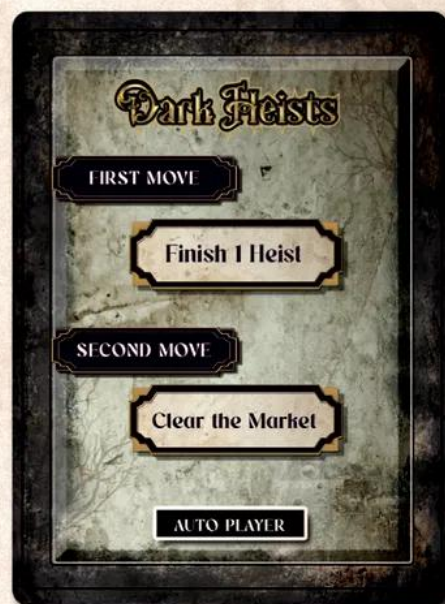 Dark Heists
FIRST MOVE
Finish 1 Heist
SECOND MOVE
Clear the Market
AUTO PLAYER